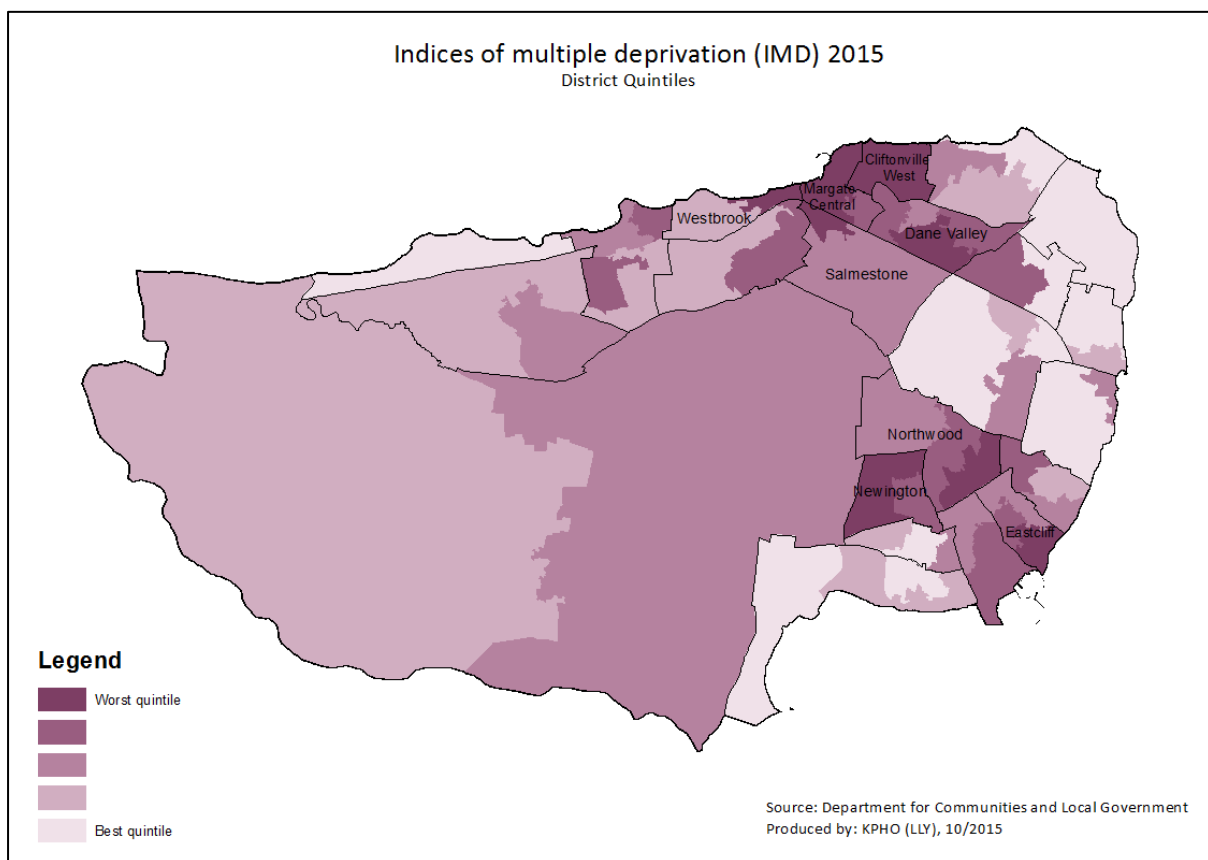 Indices of multiple deprivation (IMD) 2015
District Quintiles
Cliftonville
West
Margate
Central
Westbrook
Dane Valley
Salmestone
Northwood
Newington
Eastcliff
Legend
Worst quintile
Best quintile
Source: Department for Communities and Local Government
Produced by: KPHO (LLY), 10/2015